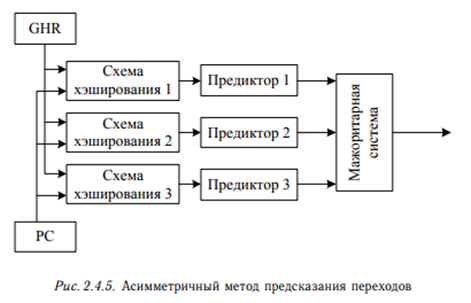 GHR
Схема
хэширования 1
Предиктор 1
Схема
хэширования 2
Предиктор 2
Схема
хэширования 3
Предиктор 3
Мажоритарная
система
PC
Рис. 2.4.5. Асимметричный метод предсказания переходов